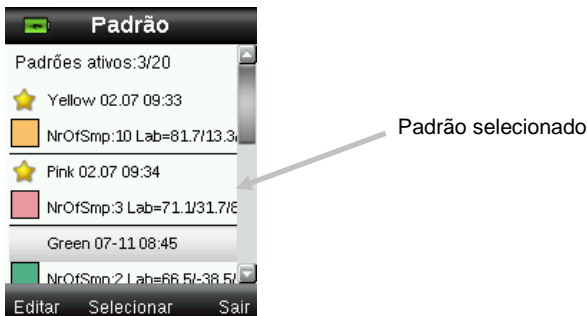 Padrão
Padrões ativos:3/20
Yellow 02.07 09:33
NrOfSmp:10 Lab=81.7/13.3
Pink 02.07 09:34
NrOfSmp:3 Lab=71.1/31.7/
Green 07-11 08:45
NrOfSmp:2 Lab=66.5/-38.5/
Editar Selecionar Sair
Padrão selecionado